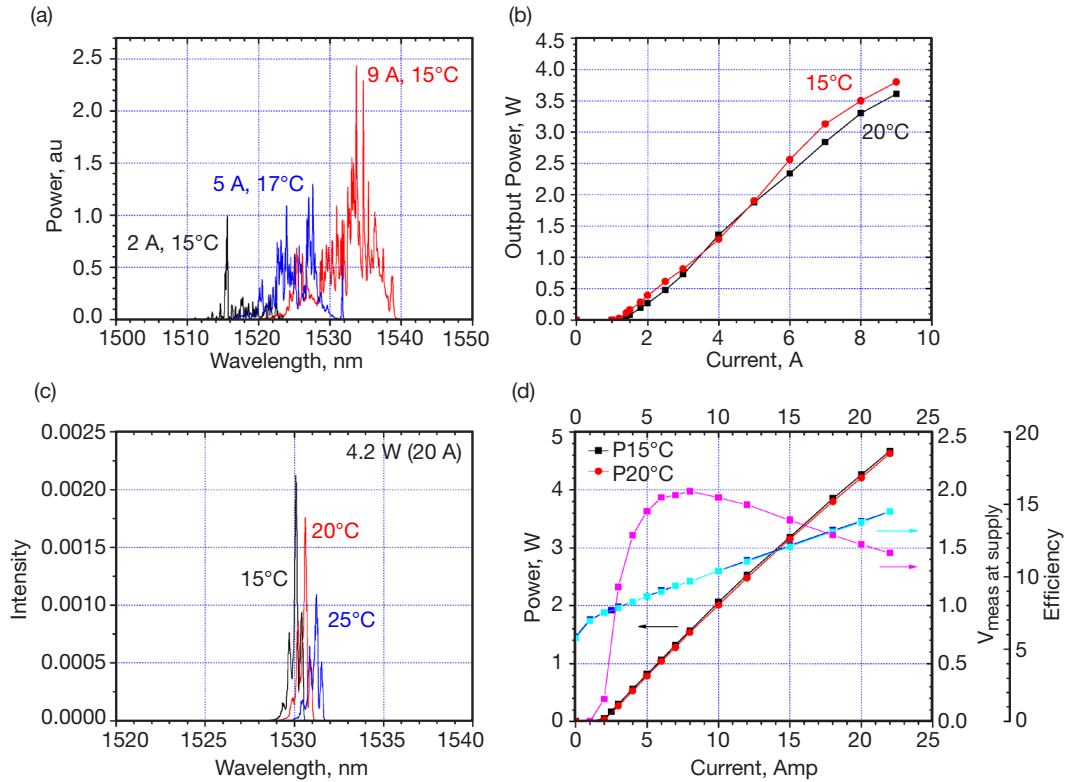 (a)
2.5
2.0
1.5
1.0
0.5
0.0
Power, au
9 A, 15°C
5 A, 17°C
2 A, 15°C
1500 1510 1520 1530 1540 1550
Wavelength, nm
(b)
4.5
4.0
3.5
3.0
2.5
2.0
1.5
1.0
0.5
0.0
Output Power, W
15°C
20°C
0 2 4 6 8 10
Current, A
(c)
0.0025
0.0020
0.0015
0.0010
0.0005
0.0000
Intensity
4.2 W (20 A)
20°C
15°C
25°C
1520 1525 1530 1535 1540
Wavelength, nm
(d)
0 5 10 15 20 25
5
4
3
2
1
0
Power, W
P15°C
P20°C
2.5
2.0
1.5
1.0
0.5
0.0
Vmeas at supply
20
15
10
5
0
Efficiency
0 5 10 15 20 25
Current, Amp